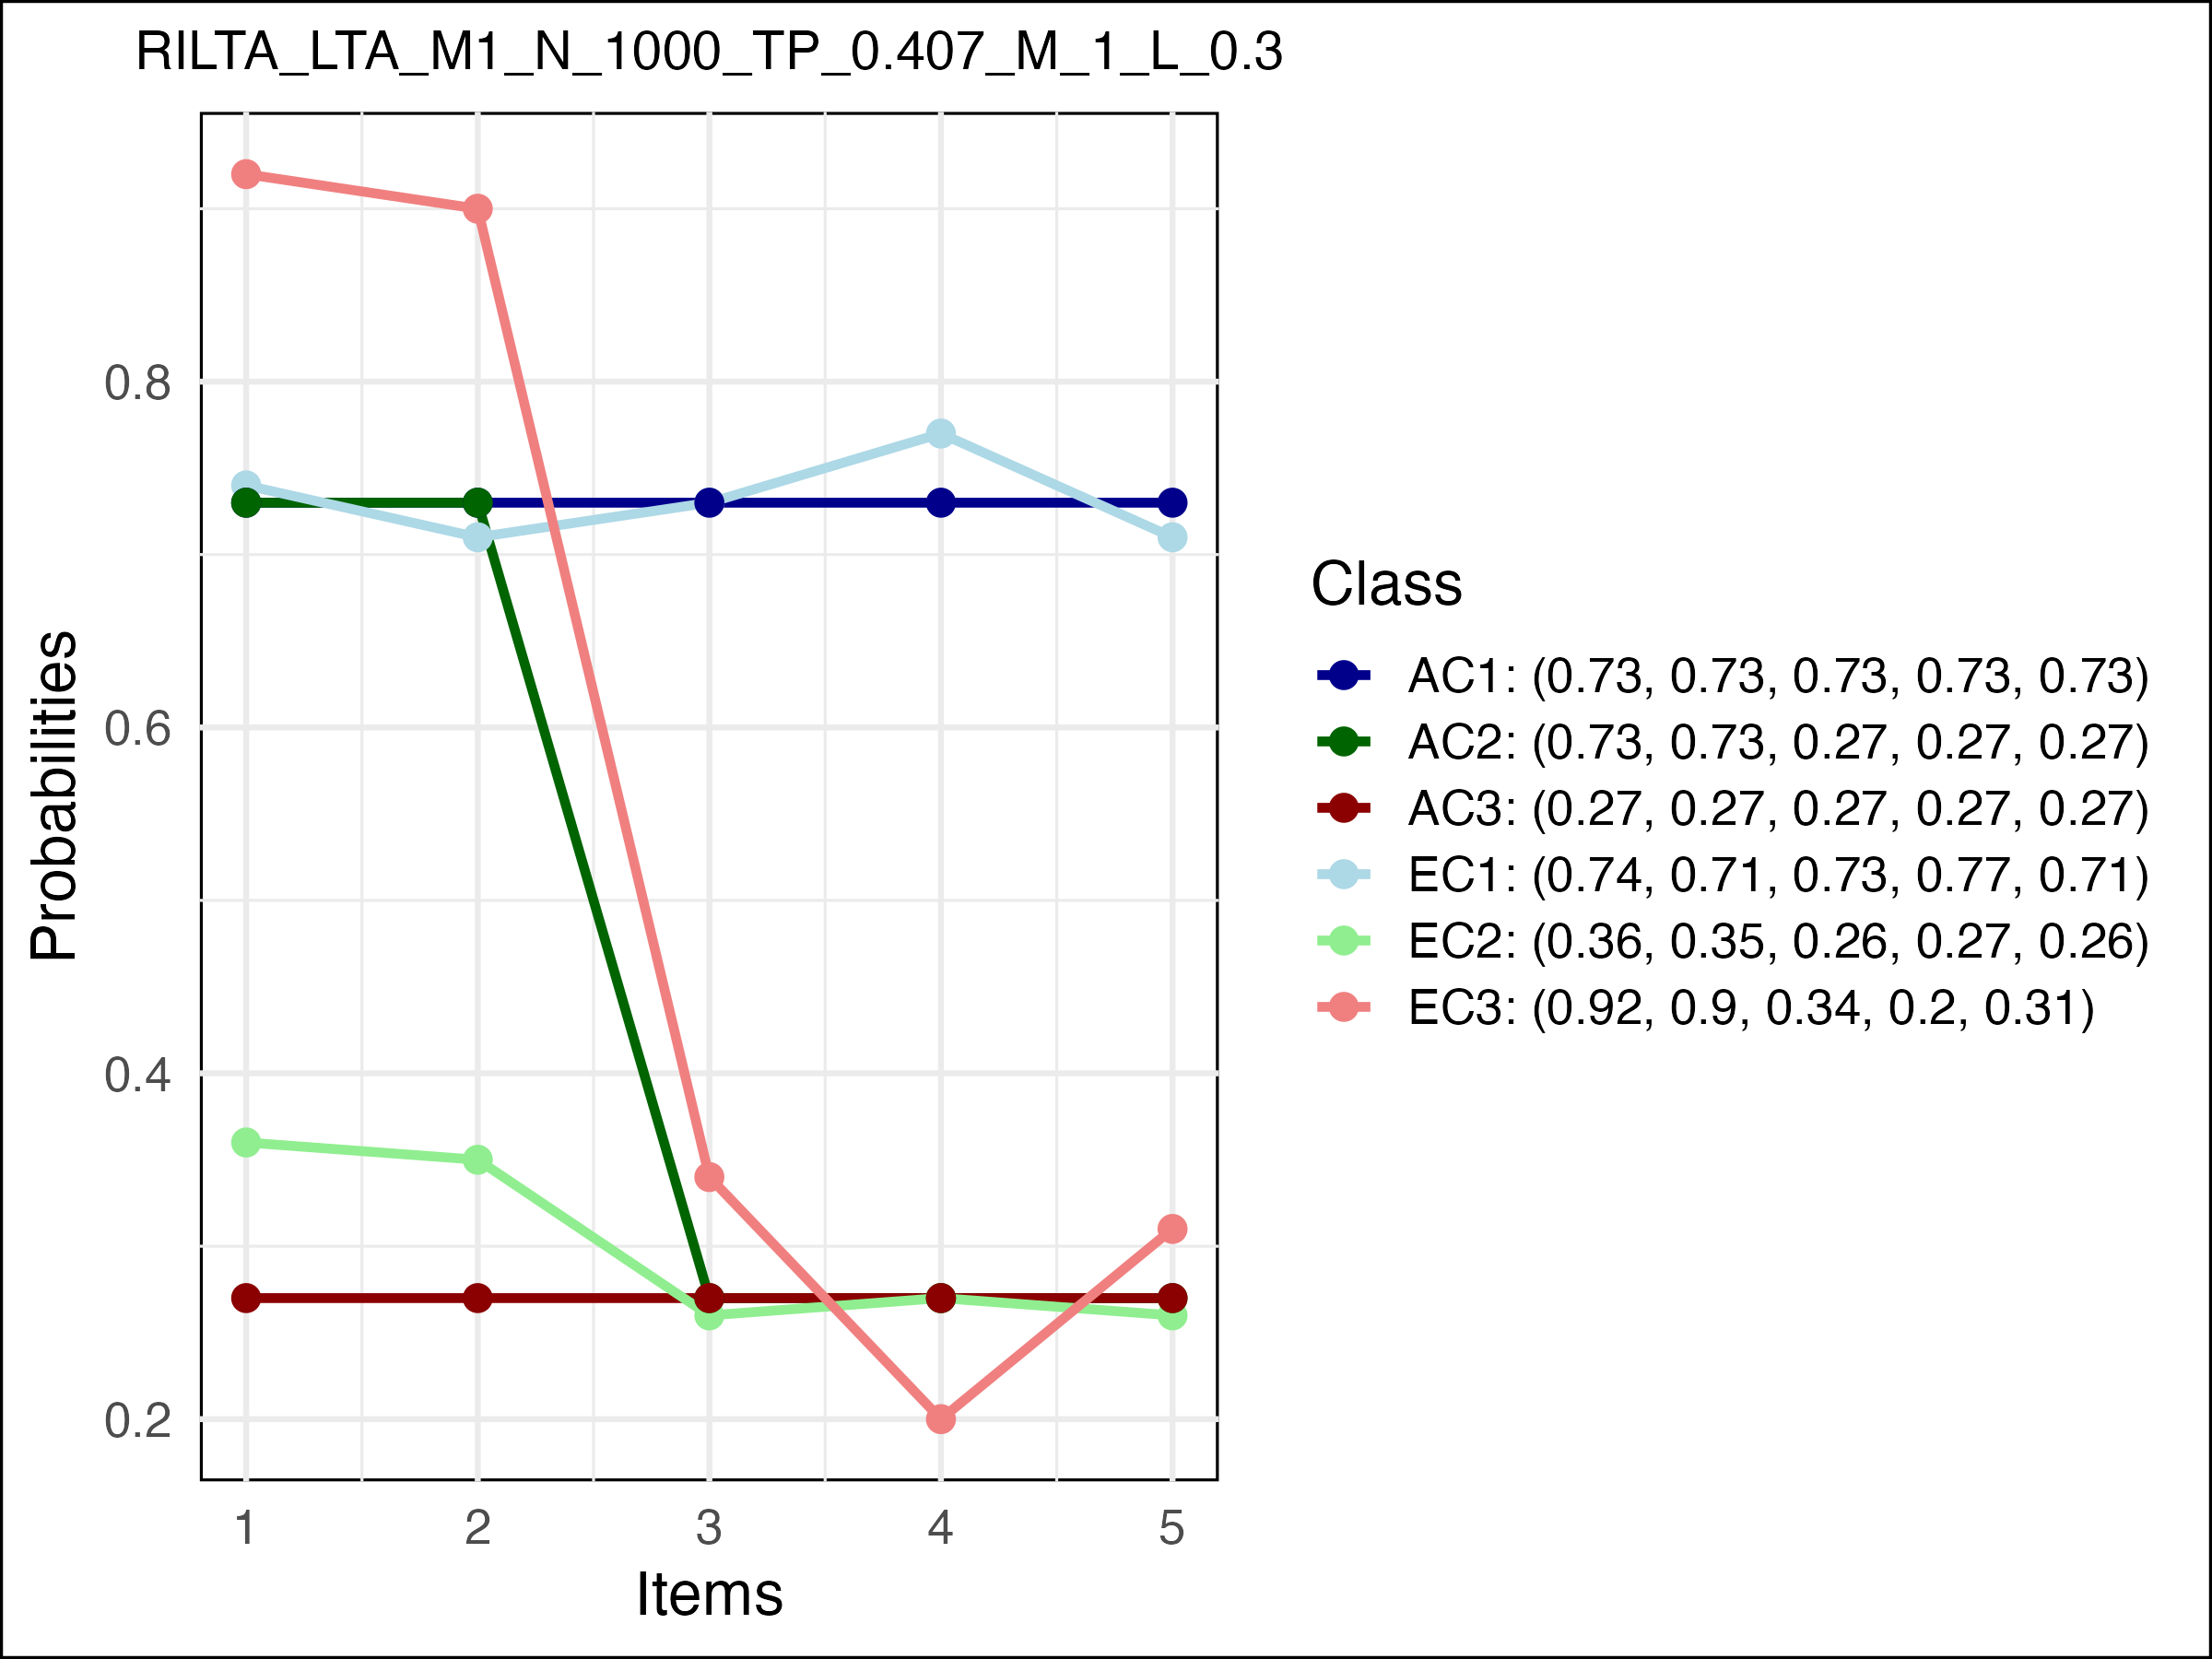 RILTA_LTA_M1_N_1000_TP_0.407_M_1_L_0.3
Probabilities
0.8
0.6
0.4
0.2
1 2 3 4 5
Items
Class
AC1: (0.73, 0.73, 0.73, 0.73, 0.73)
AC2: (0.73, 0.73, 0.27, 0.27, 0.27)
AC3: (0.27, 0.27, 0.27, 0.27, 0.27)
EC1: (0.74, 0.71, 0.73, 0.77, 0.71)
EC2: (0.36, 0.35, 0.26, 0.27, 0.26)
EC3: (0.92, 0.9, 0.34, 0.2, 0.31)